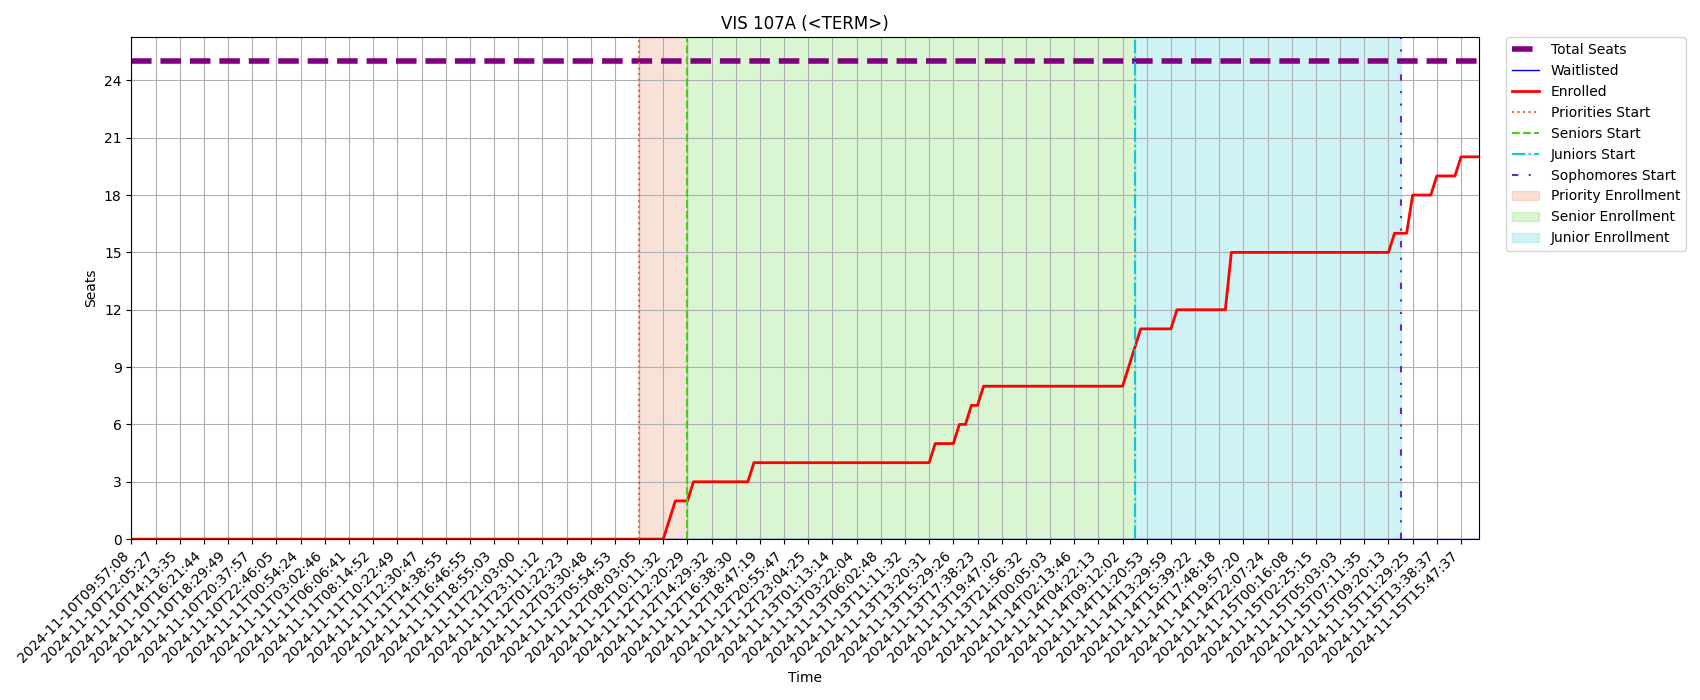 VIS 107A (<TERM>)
Total Seats
Waitlisted
Enrolled
Priorities Start
Seniors Start
Juniors Start
Sophomores Start
Priority Enrollment
Senior Enrollment
Junior Enrollment
Seats
24
21
18
15
12
9
6
3
0
2024-11-10T09:57:08
2024-11-10T12:05:27
2024-11-10T14:13:35
2024-11-10T16:21:44
2024-11-10T18:29:49
2024-11-10T20:37:57
2024-11-10T22:46:05
2024-11-11T00:54:24
2024-11-11T03:02:46
2024-11-11T06:06:41
2024-11-11T08:14:52
2024-11-11T10:22:49
2024-11-11T12:30:47
2024-11-11T14:38:55
2024-11-11T16:46:55
2024-11-11T18:55:03
2024-11-11T21:03:00
2024-11-11T23:11:12
2024-11-12T01:22:23
2024-11-12T03:30:48
2024-11-12T05:54:53
2024-11-12T08:03:05
2024-11-12T10:11:32
2024-11-12T12:20:29
2024-11-12T14:29:32
2024-11-12T16:38:30
2024-11-12T18:47:19
2024-11-12T20:55:47
2024-11-12T23:04:25
2024-11-13T01:13:14
2024-11-13T03:22:04
2024-11-13T06:02:48
2024-11-13T11:11:32
2024-11-13T13:20:31
2024-11-13T15:29:26
2024-11-13T17:38:23
2024-11-13T19:47:02
2024-11-13T21:56:32
2024-11-14T00:05:03
2024-11-14T02:13:46
2024-11-14T04:22:13
2024-11-14T09:12:02
2024-11-14T11:20:53
2024-11-14T13:29:59
2024-11-14T15:39:22
2024-11-14T17:48:18
2024-11-14T19:57:20
2024-11-14T22:07:24
2024-11-15T00:16:08
2024-11-15T02:25:15
2024-11-15T05:03:03
2024-11-15T07:11:35
2024-11-15T09:20:13
2024-11-15T11:29:25
2024-11-15T13:38:37
2024-11-15T15:47:37
Time